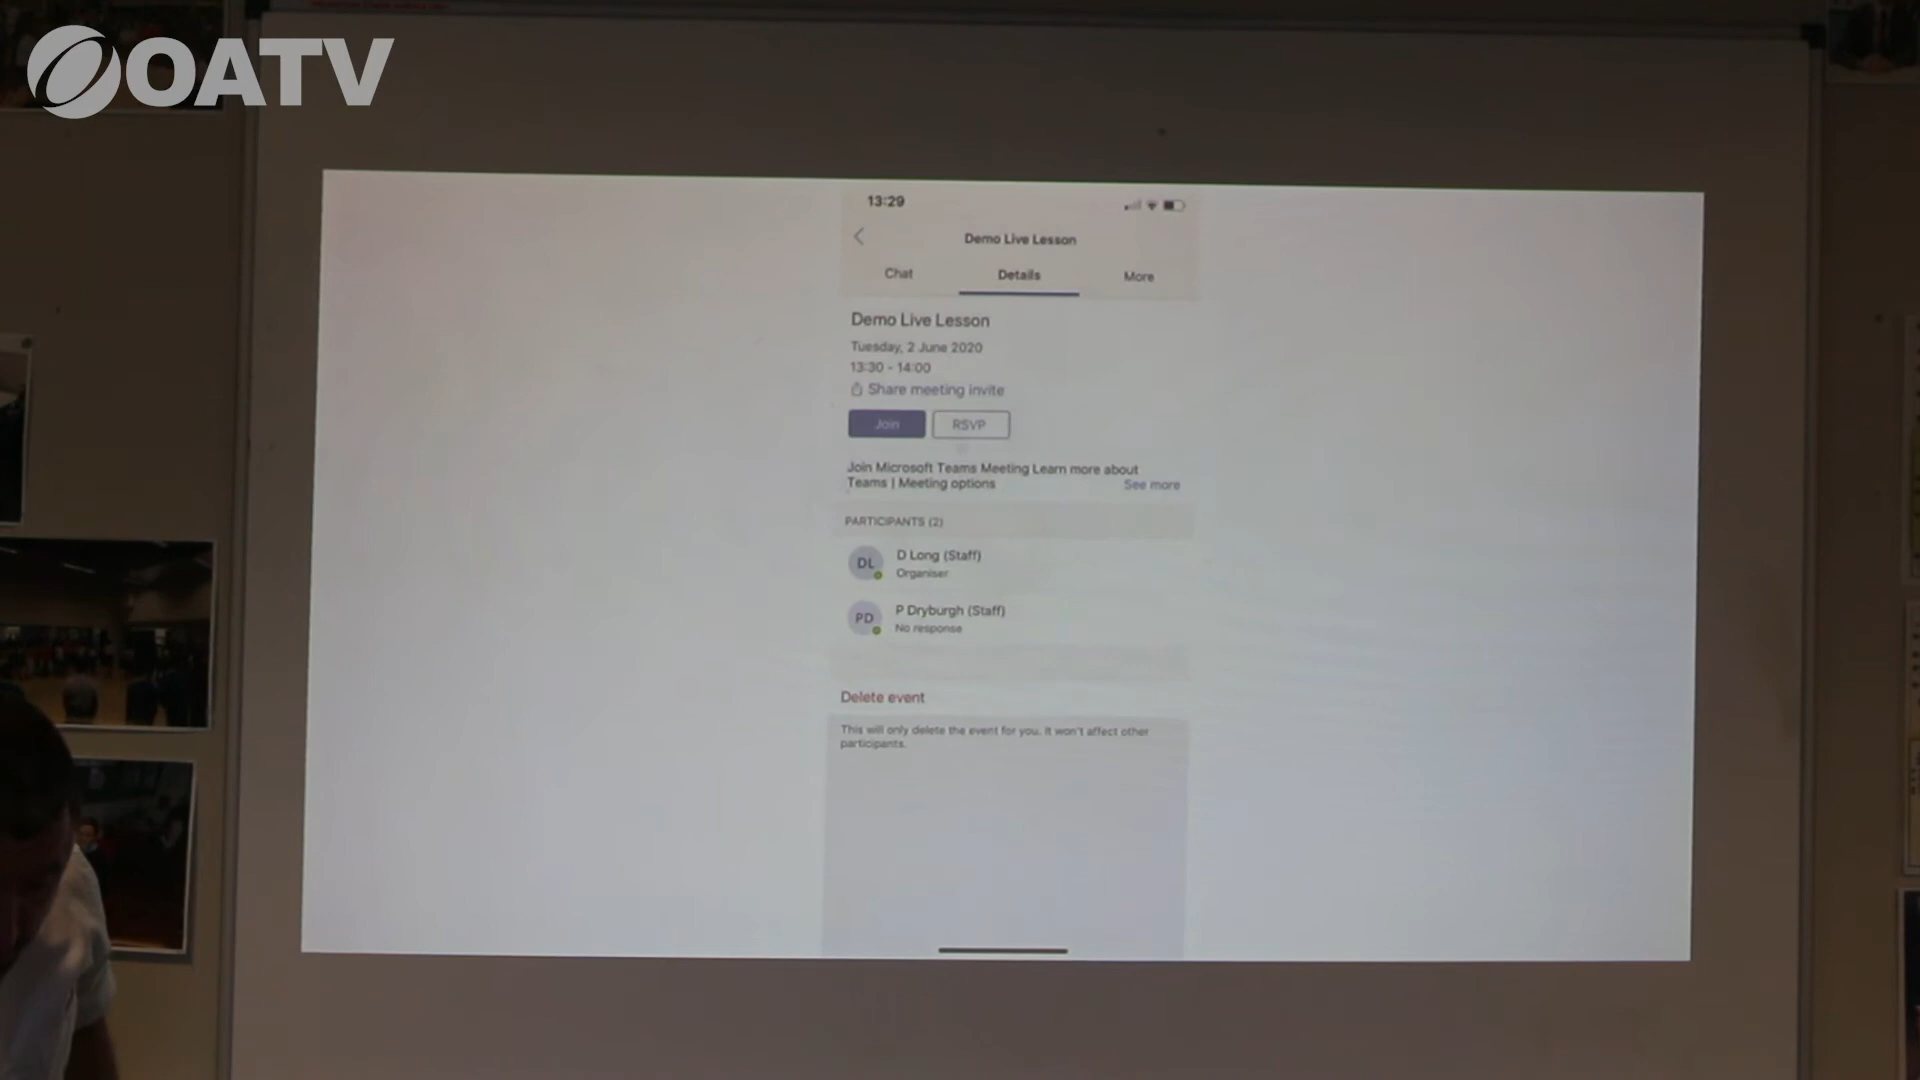 OATV
13:29
Demo Live Lesson
Chat Details More
Demo Live Lesson
Tuesday, 2 June 2020
13:30 - 14:00
Share meeting invite
Join RSVP
Join Microsoft Teams Meeting Learn more about
Teams | Meeting options See more
PARTICIPANTS (2)
DL D Long (Staff)
Organiser
PD P Dryburgh (Staff)
No response
Delete event
This will only delete the event for you. It won't affect other
participants.